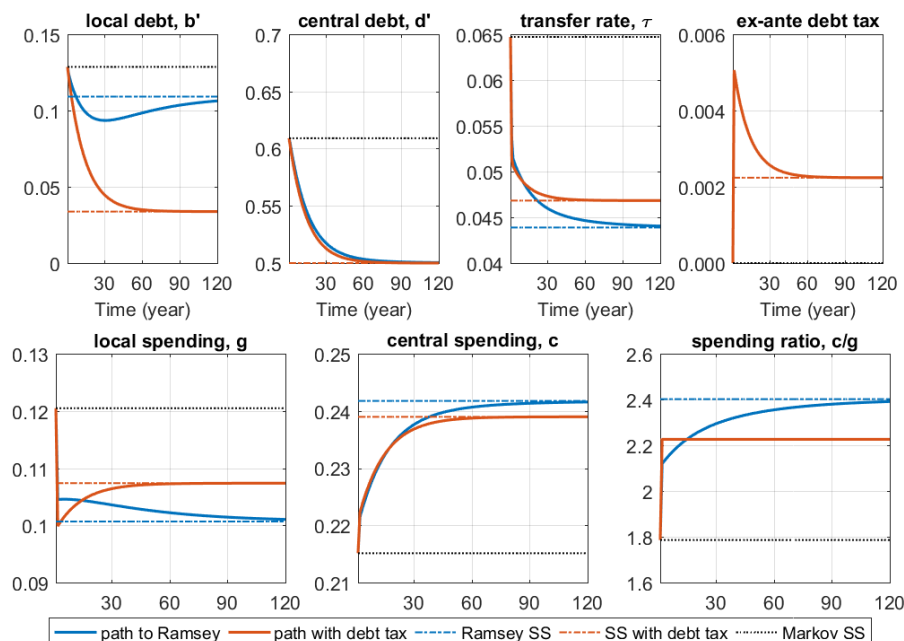 local debt, b'
central debt, d'
transfer rate, τ
ex-ante debt tax
0.15
0.1
0.05
0
30 60 90 120
Time (year)
0.7
0.65
0.6
0.55
0.5
30 60 90 120
Time (year)
0.065
0.06
0.055
0.05
0.045
0.04
30 60 90 120
Time (year)
0.006
0.004
0.002
0.000
30 60 90 120
Time (year)
local spending, g
central spending, c
spending ratio, c/g
0.13
0.12
0.11
0.1
0.09
30 60 90 120
0.25
0.24
0.23
0.22
0.21
30 60 90 120
2.6
2.4
2.2
2
1.8
1.6
30 60 90 120
path to Ramsey path with debt tax Ramsey SS SS with debt tax Markov SS